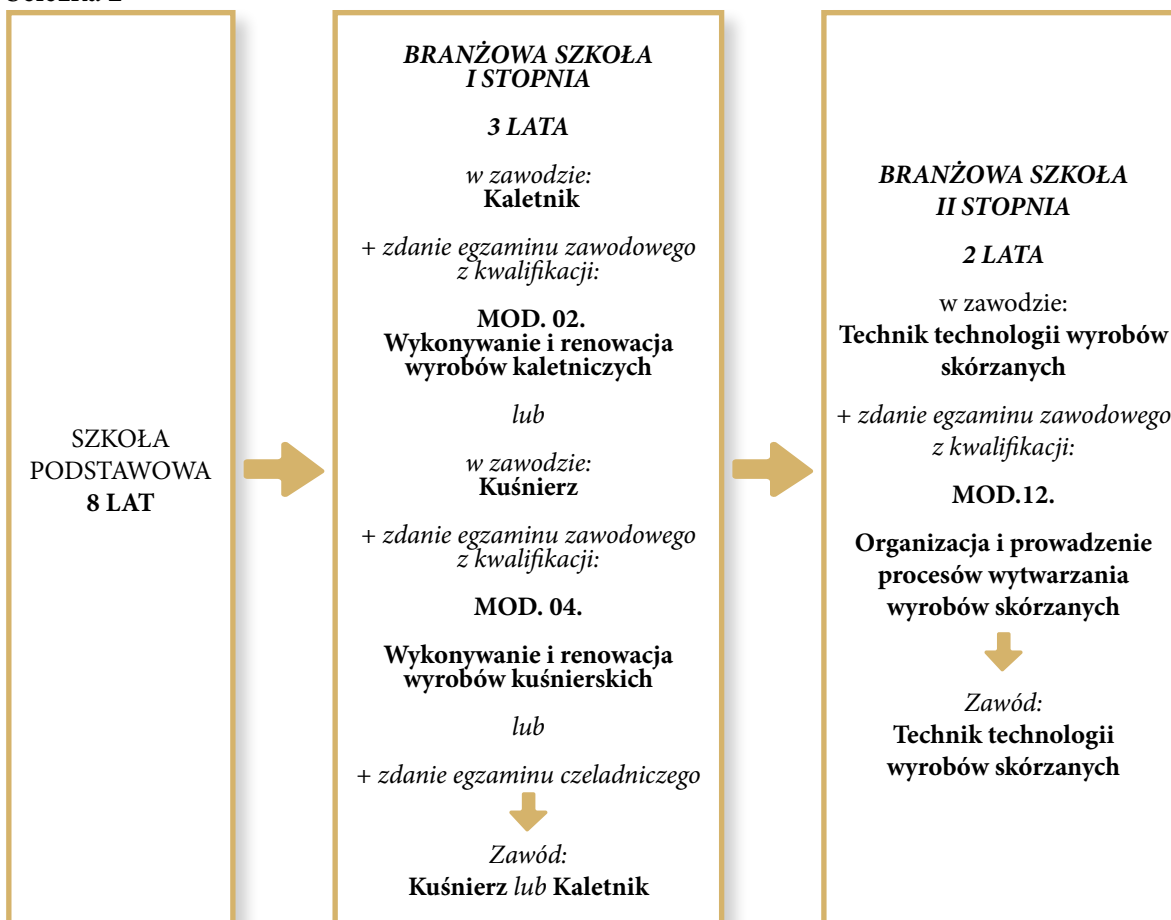 SZKOŁA
PODSTAWOWA
8 LAT
BRANŻOWA SZKOŁA
I STOPNIA
3 LATA
w zawodzie:
Kaletnik
+ zdanie egzaminu zawodowego
z kwalifikacji:
MOD. 02.
Wykonywanie i renowacja
wyrobów kaletniczych
lub
w zawodzie:
Kuśnierz
+ zdanie egzaminu zawodowego
z kwalifikacji:
MOD. 04.
Wykonywanie i renowacja
wyrobów kuśnierskich
lub
+ zdanie egzaminu czeladniczego
Zawód:
Kuśnierz lub Kaletnik
BRANŻOWA SZKOŁA
II STOPNIA
2 LATA
w zawodzie:
Technik technologii wyrobów
skórzanych
+ zdanie egzaminu zawodowego
z kwalifikacji:
MOD.12.
Organizacja i prowadzenie
procesów wytwarzania
wyrobów skórzanych
Zawód:
Technik technologii
wyrobów skórzanych